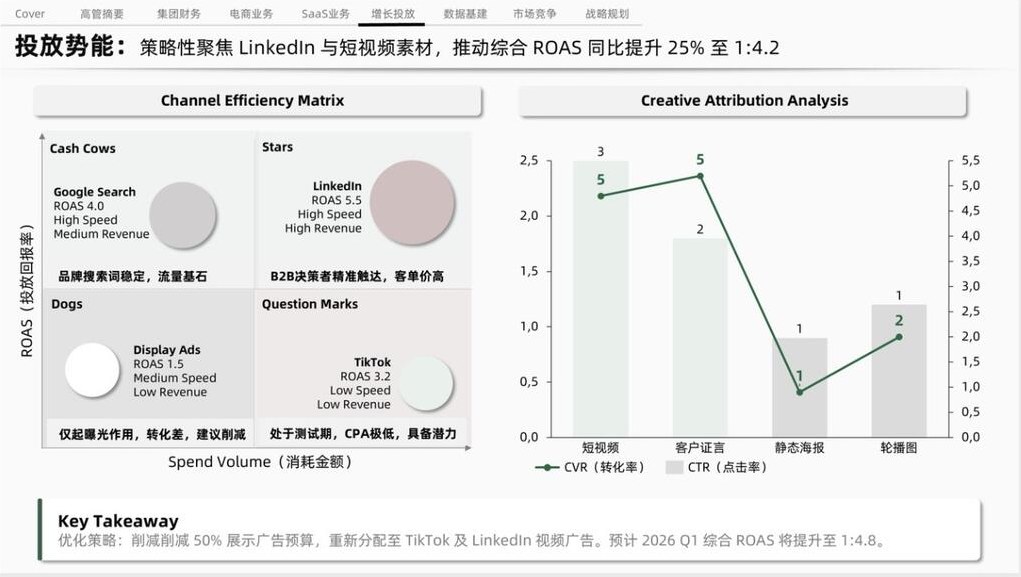 Cover 高管摘要 集团财务 电商业务 SaaS业务 增长投放 数据基建 市场竞争 战略规划
投放势能：策略性聚焦 LinkedIn 与短视频素材，推动综合 ROAS 同比提升 25% 至 1:4.2
Channel Efficiency Matrix
ROAS（投放回报率）
Cash Cows
Google Search
ROAS 4.0
High Speed
Medium Revenue
品牌搜索词稳定，流量基石
Stars
LinkedIn
ROAS 5.5
High Speed
High Revenue
B2B决策者精准触达，客单价高
Dogs
Display Ads
ROAS 1.5
Medium Speed
Low Revenue
仅起曝光作用，转化差，建议削减
Question Marks
TikTok
ROAS 3.2
Low Speed
Low Revenue
处于测试期，CPA极低，具备潜力
Spend Volume（消耗金额）
Creative Attribution Analysis
2,5
2,0
1,5
1,0
0,5
0,0
3
5
5
2
1
1
1
2
5,5
5,0
4,5
4,0
3,5
3,0
2,5
2,0
1,5
1,0
0,5
0,0
短视频 客户证言 静态海报 轮播图
CVR（转化率） CTR（点击率）
Key Takeaway
优化策略：削减削减 50% 展示广告预算，重新分配至 TikTok 及 LinkedIn 视频广告。预计 2026 Q1 综合 ROAS 将提升至 1:4.8。